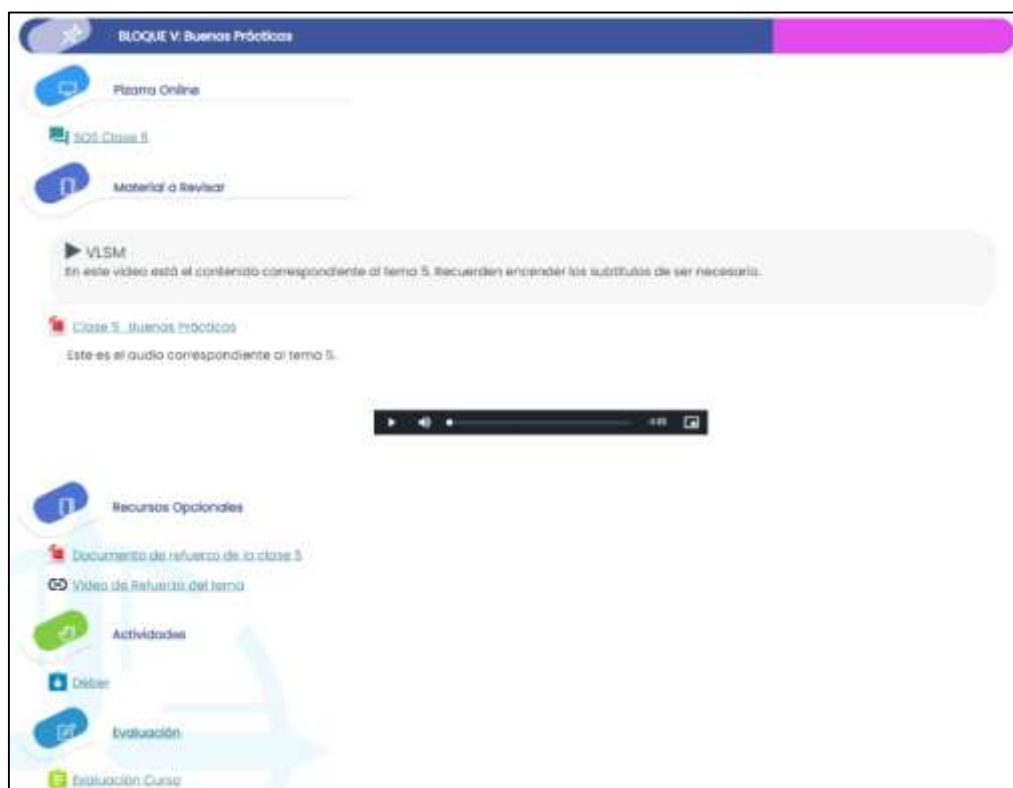 BLOQUE V: Buenas Prácticas
Pizarra Online
SOS Clase 5
Material a Revisar
VLSM
En este video está el contenido correspondiente al tema 5. Recuerden encender los subtítulos de ser necesario.
Clase 5_ Buenas Prácticas
Este es el audio correspondiente al tema 5.
Recursos Opcionales
Documento de refuerzo de la clase 5
Video de Refuerzo del tema
Actividades
Deber
Evaluación
Evaluación Curso